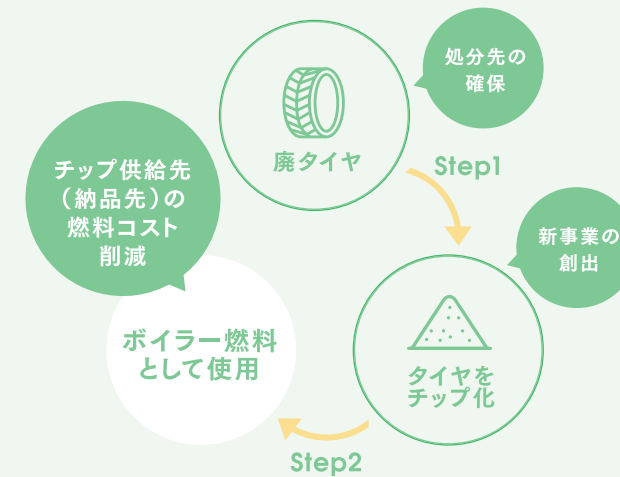 処分先の
確保
廃タイヤ
Step1
新事業の
創出
タイヤを
チップ化
Step2
ボイラー燃料
として使用
チップ供給先
（納品先）の
燃料コスト
削減